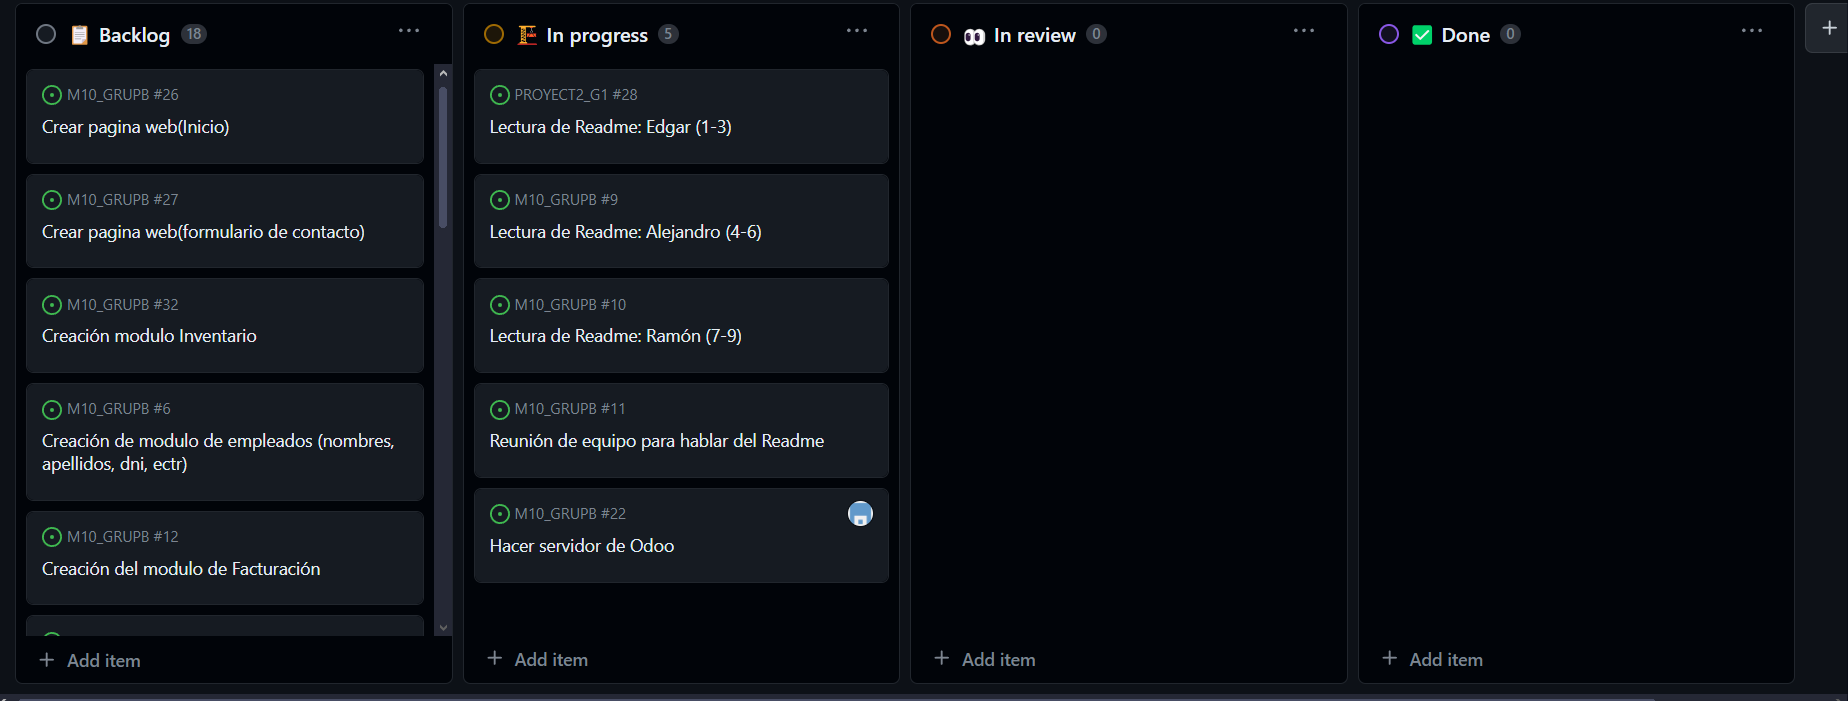 Backlog 18
M10_GRUPB #26
Crear pagina web(Inicio)
M10_GRUPB #27
Crear pagina web(formulario de contacto)
M10_GRUPB #32
Creación modulo Inventario
M10_GRUPB #6
Creación de modulo de empleados (nombres,
apellidos, dni, ectr)
M10_GRUPB #12
Creación del modulo de Facturación
Add item
In progress 5
PROYECT2_G1 #28
Lectura de Readme: Edgar (1-3)
M10_GRUPB #9
Lectura de Readme: Alejandro (4-6)
M10_GRUPB #10
Lectura de Readme: Ramón (7-9)
M10_GRUPB #11
Reunión de equipo para hablar del Readme
M10_GRUPB #22
Hacer servidor de Odoo
Add item
In review 0
Add item
Done 0
Add item